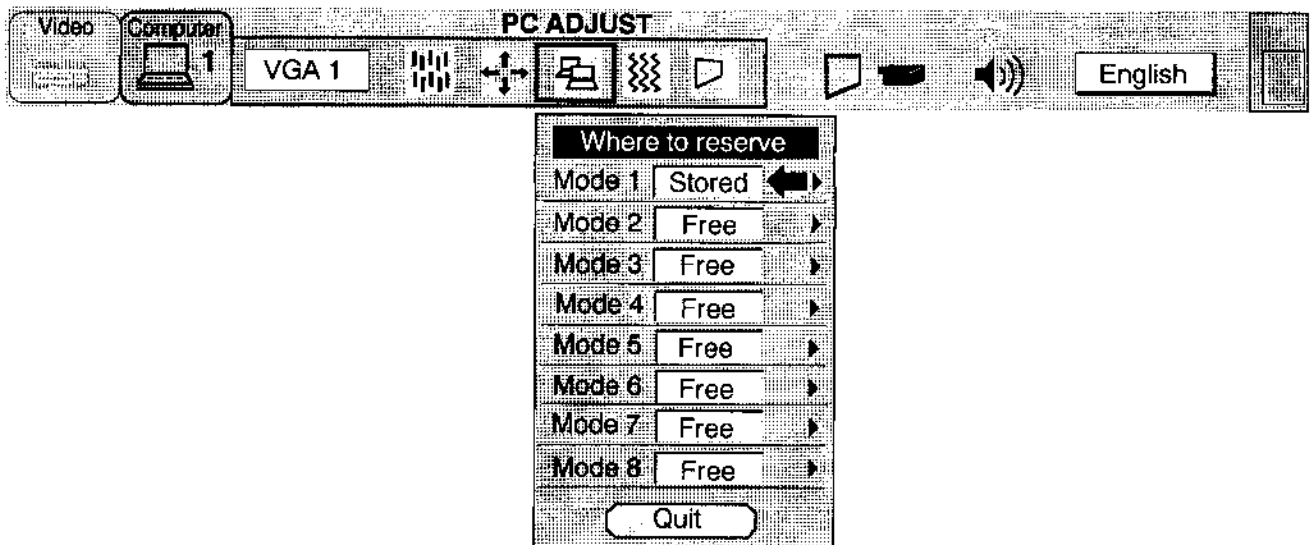 PC ADJUST
Video
Computer
1
VGA 1
English
Where to reserve
Mode 1 Stored
Mode 2 Free
Mode 3 Free
Mode 4 Free
Mode 5 Free
Mode 6 Free
Mode 7 Free
Mode 8 Free
Quit